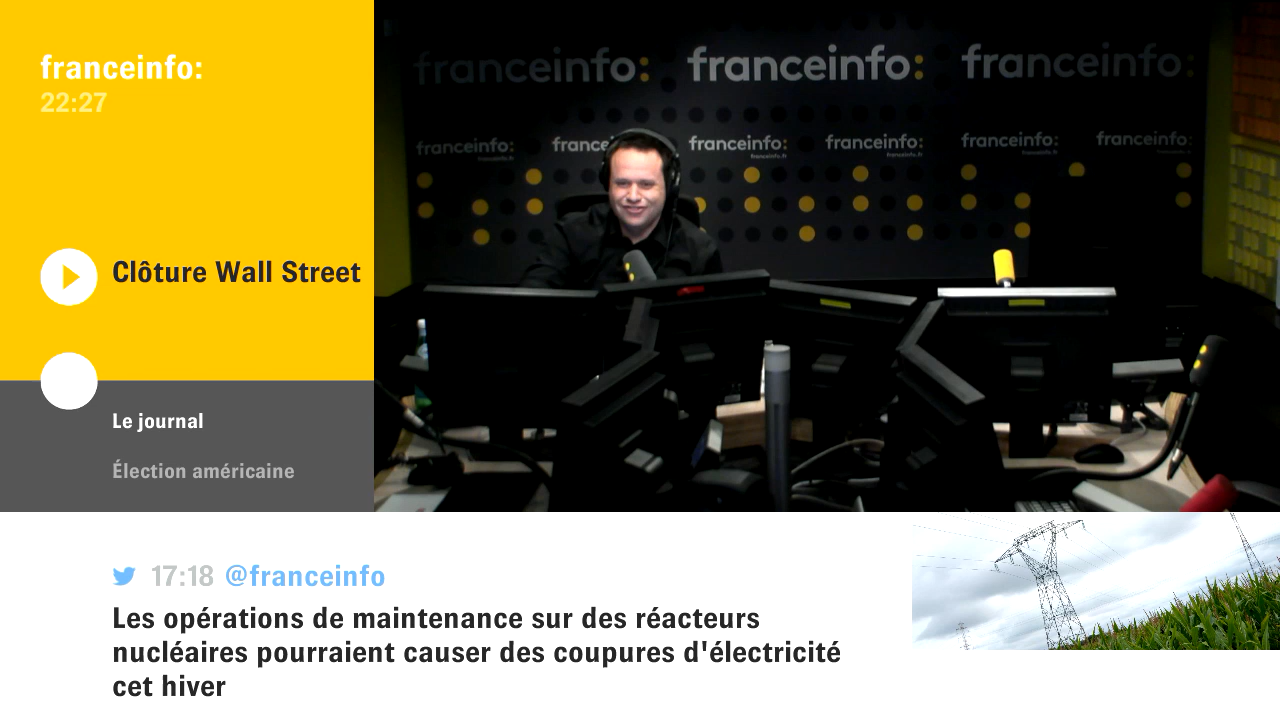 franceinfo:
22:27
Clôture Wall Street
Le journal
Élection américaine
franceinfo: franceinfo: franceinfo:
franceinfo: france franceinfo: franceinfo: franceinfo: franceinfo:
17:18 @franceinfo
Les opérations de maintenance sur des réacteurs
nucléaires pourraient causer des coupures d'électricité
cet hiver